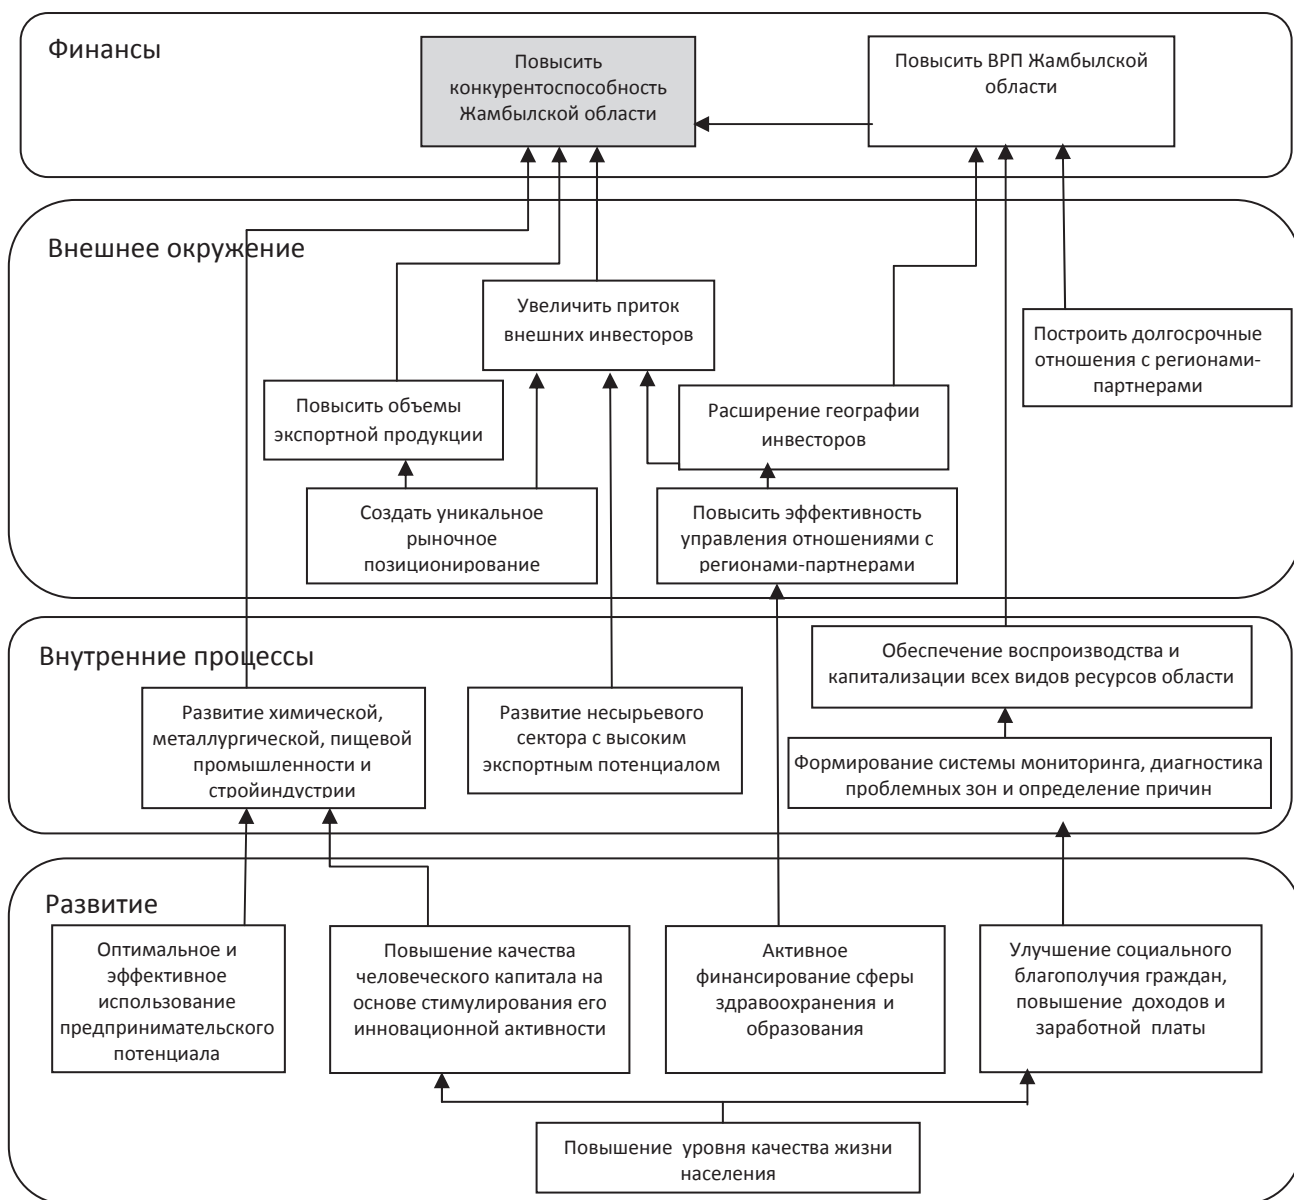 Финансы
Повысить
конкурентоспособность
Жамбылской области
Повысить ВРП Жамбылской
области
Внешнее окружение
Увеличить приток
внешних инвесторов
Построить долгосрочные
отношения с регионами-
партнерами
Повысить объемы
экспортной продукции
Расширение географии
инвесторов
Создать уникальное
рыночное
позиционирование
Повысить эффективность
управления отношениями с
регионами-партнерами
Внутренние процессы
Обеспечение воспроизводства и
капитализации всех видов ресурсов области
Развитие химической,
металлургической, пищевой
промышленности и
стройиндустрии
Развитие несырьевого
сектора с высоким
экспортным потенциалом
Формирование системы мониторинга, диагностика
проблемных зон и определение причин
Развитие
Оптимальное и
эффективное
использование
предпринимательского
потенциала
Повышение качества
человеческого капитала на
основе стимулирования его
инновационной активности
Активное
финансирование сферы
здравоохранения и
образования
Улучшение социального
благополучия граждан,
повышение доходов и
заработной платы
Повышение уровня качества жизни
населения